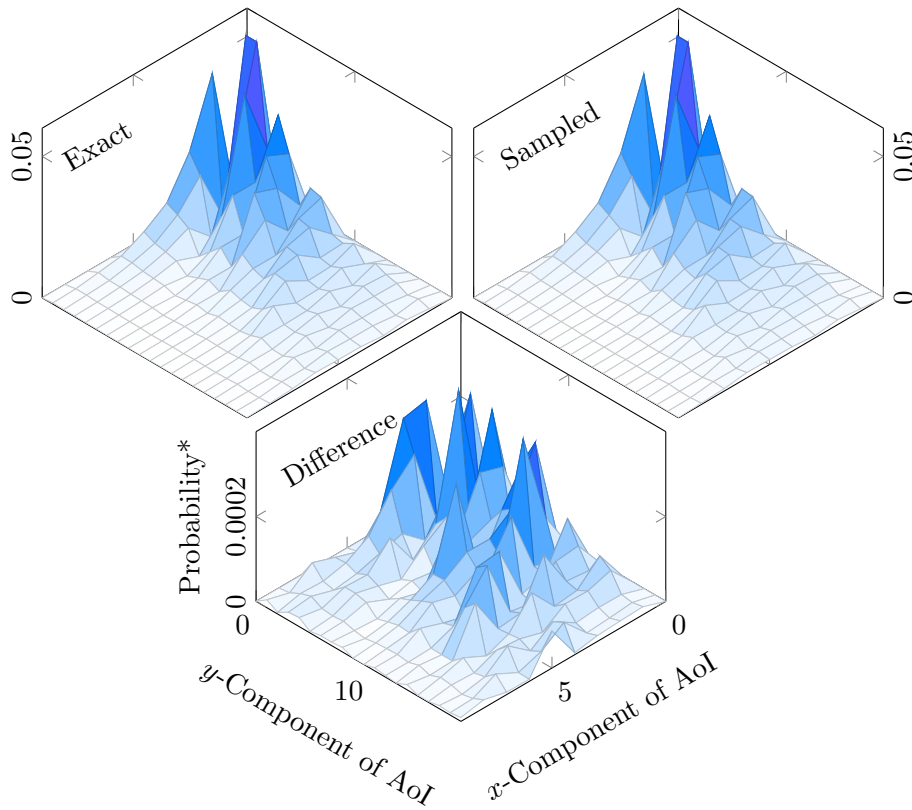 Exact
0.05
0
Sampled
0.05
0
Difference
Probability*
0.0002
0
0
10
y-Component of AoI
0
5
x-Component of AoI